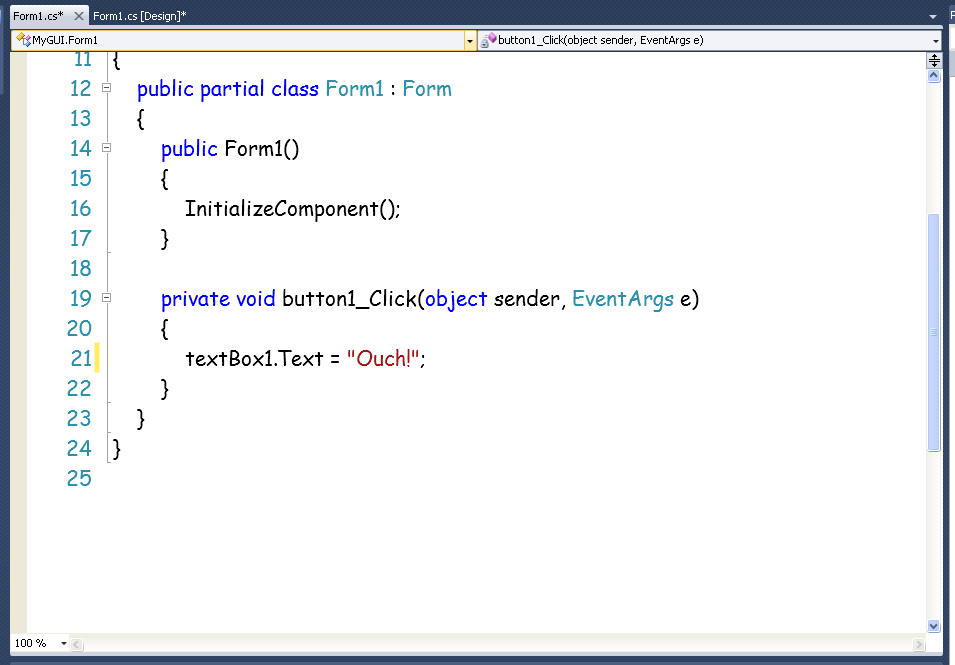 Form1.cs* Form1.cs [Design]*
MyGUI.Form1 button1_Click(object sender, EventArgs e)
11 {
12 public partial class Form1 : Form
13 {
14 public Form1()
15 {
16 InitializeComponent();
17 }
18
19 private void button1_Click(object sender, EventArgs e)
20 {
21 textBox1.Text = "Ouch!";
22 }
23 }
24 }
25
100 %